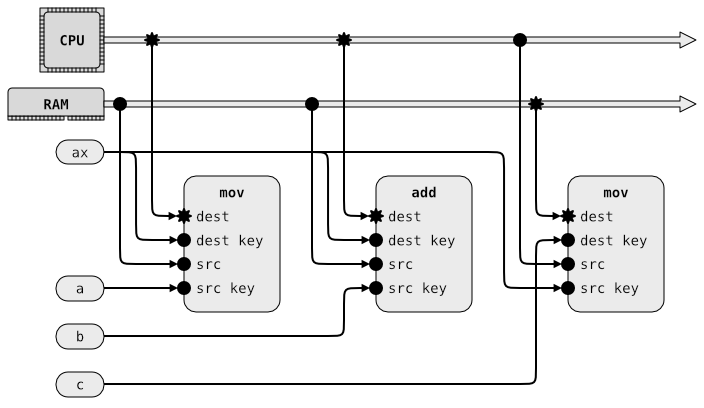 CPU
RAM
ax
mov
dest
dest key
src
src key
add
dest
dest key
src
src key
mov
dest
dest key
src
src key
a
b
c